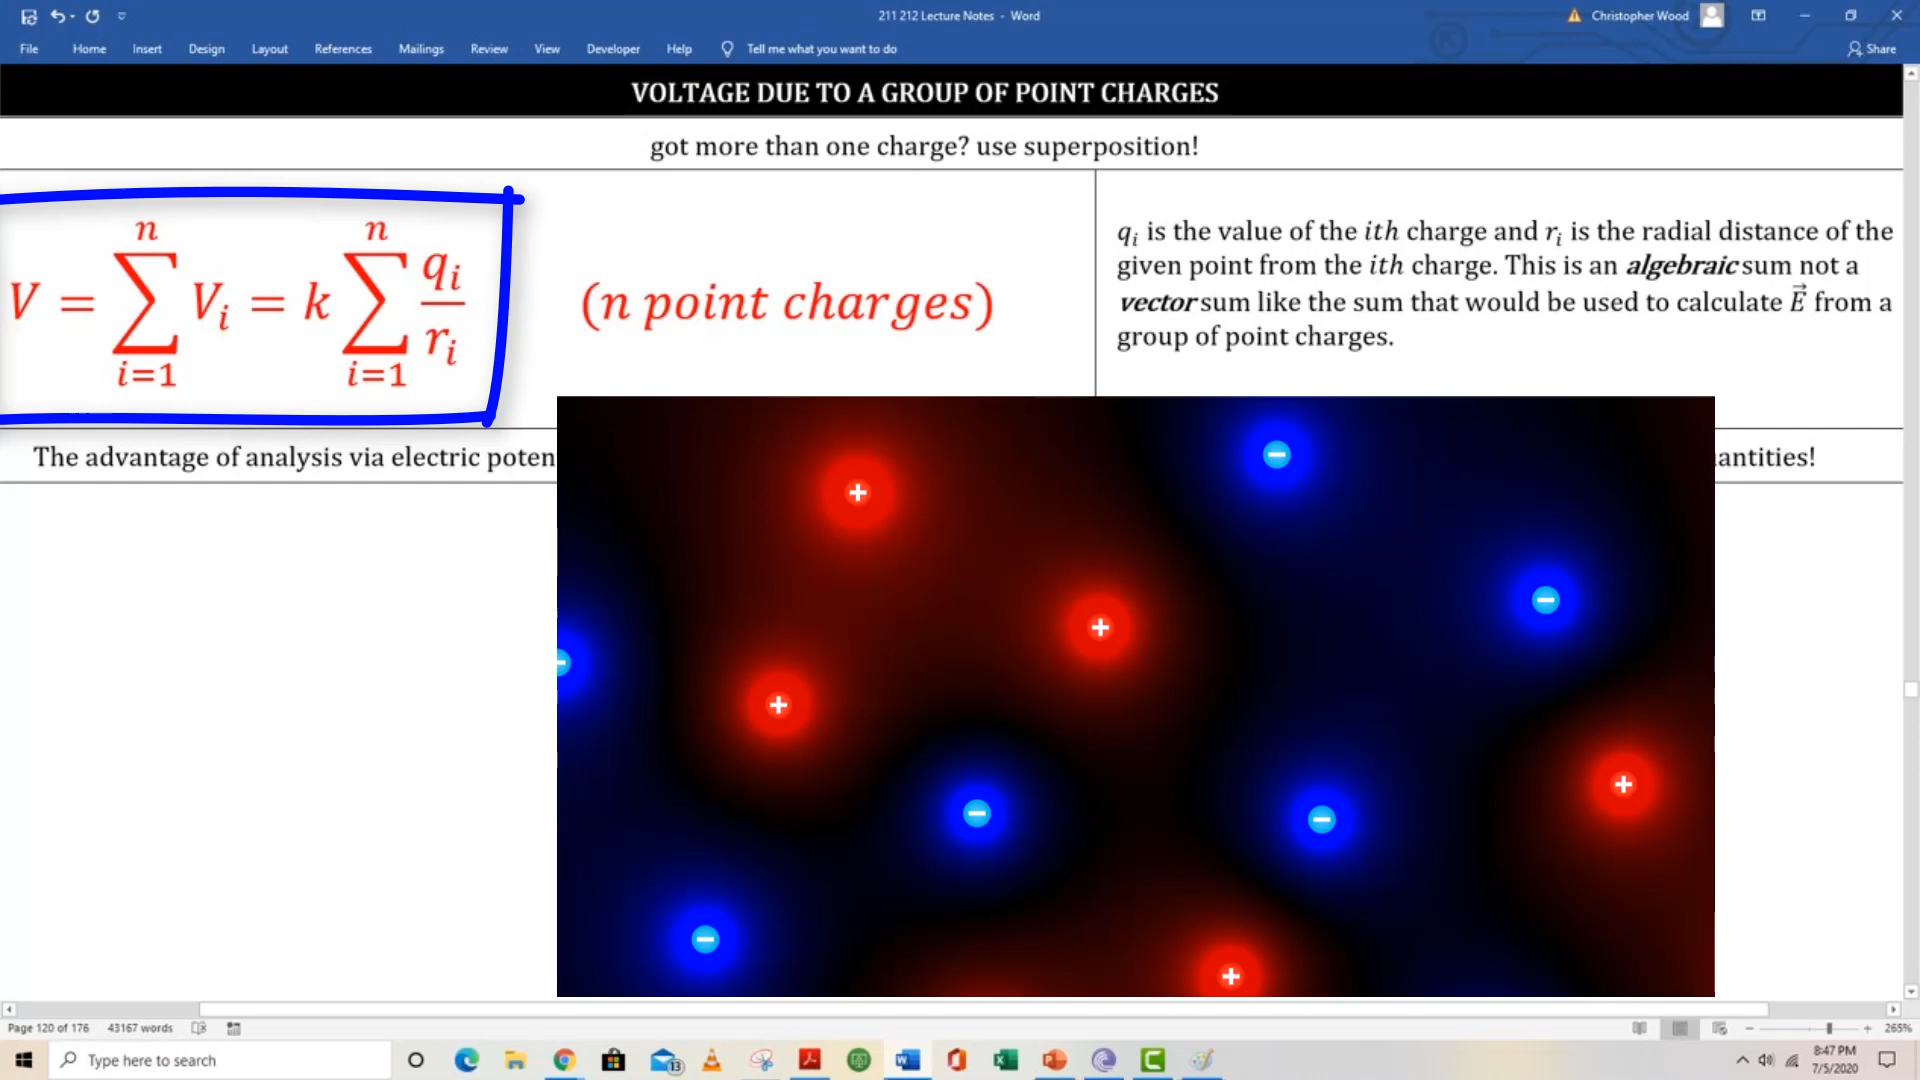 211 212 Lecture Notes - Word
Christopher Wood
File Home Insert Design Layout References Mailings Review View Developer Help Tell me what you want to do
Share
VOLTAGE DUE TO A GROUP OF POINT CHARGES
got more than one charge? use superposition!
V = ∑_{i=1}^{n} V_i = k ∑_{i=1}^{n} q_i / r_i
(n point charges)
q_i is the value of the ith charge and r_i is the radial distance of the
given point from the ith charge. This is an algebraic sum not a
vector sum like the sum that would be used to calculate E⃗ from a
group of point charges.
The advantage of analysis via electric poten
antities!
+
−
−
+
−
+
+
−
−
+
−
+
Page 120 of 176 43167 words
265%
Type here to search
13
8:47 PM
7/5/2020